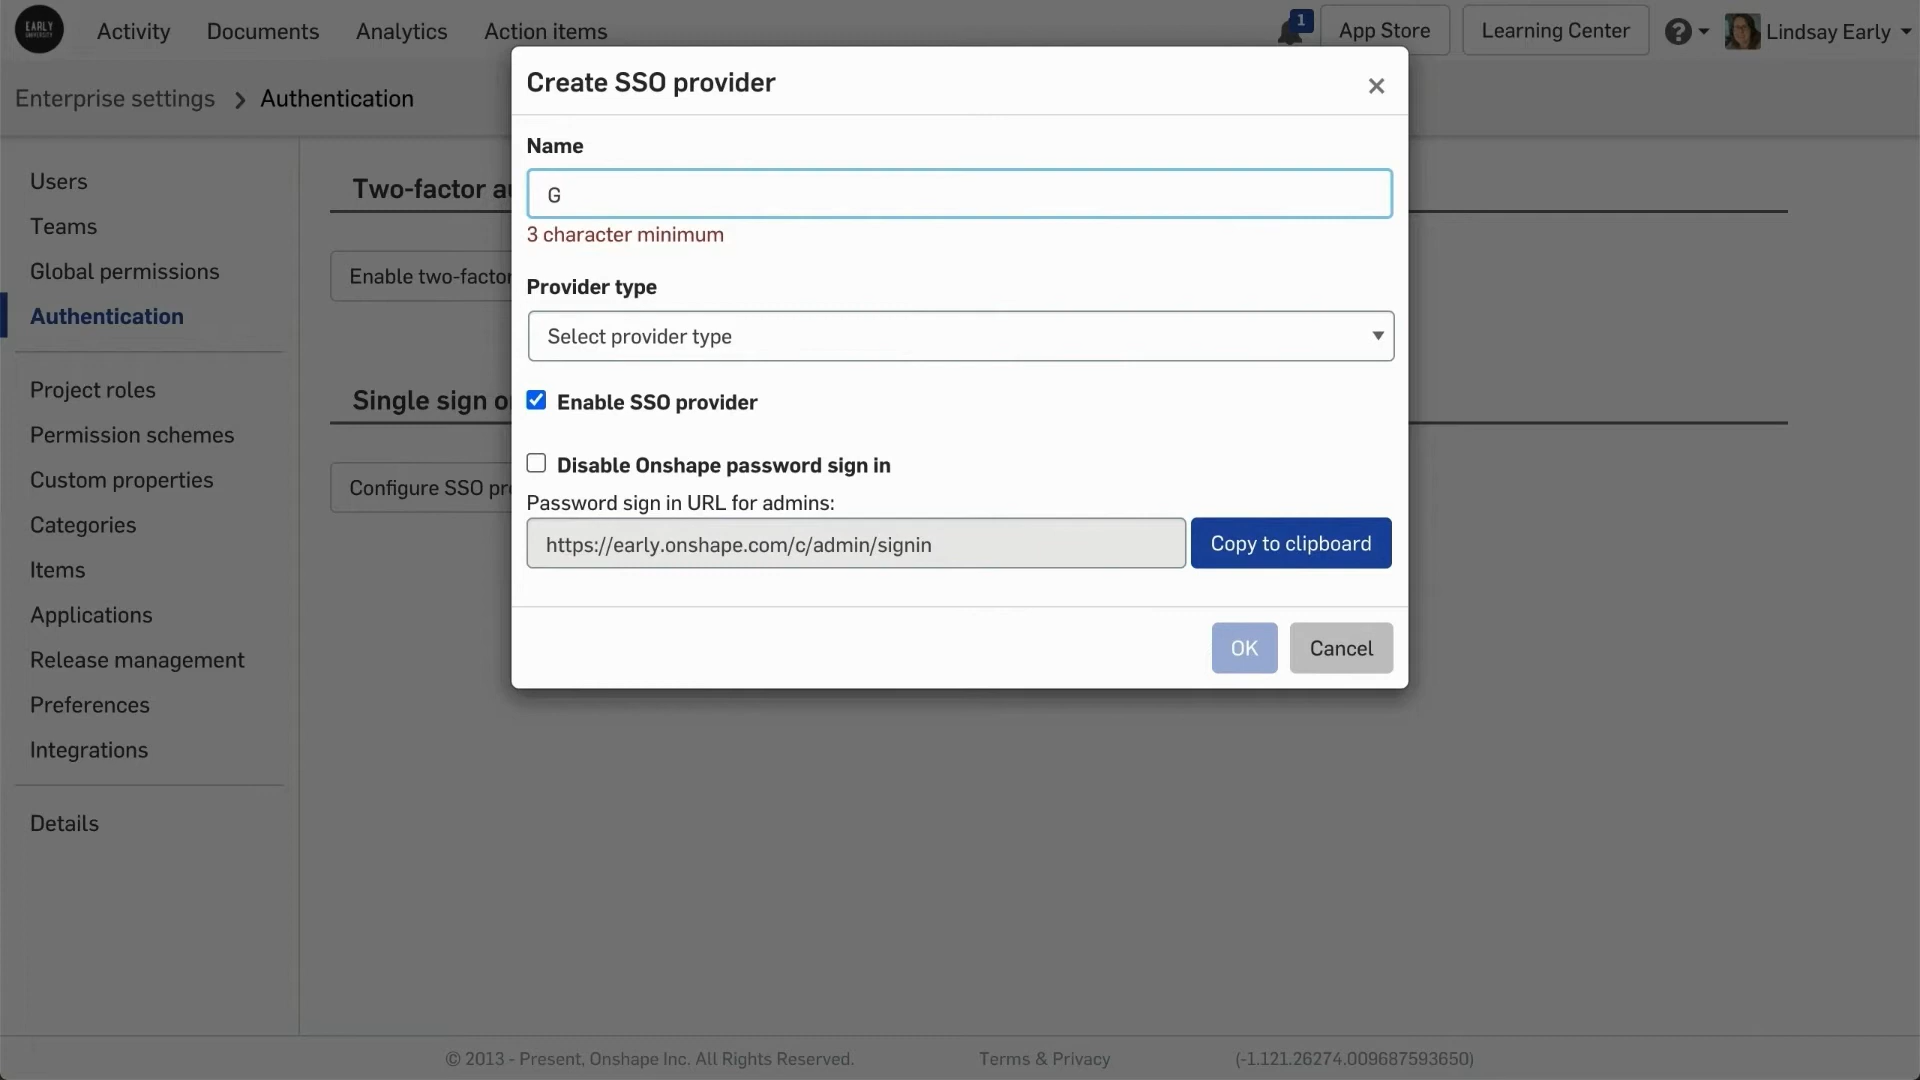 EARLY
UNIVERSITY
Activity
Documents
Analytics
Action items
1
App Store
Learning Center
?
Lindsay Early
Enterprise settings > Authentication
Create SSO provider
×
Users
Teams
Global permissions
Authentication
Project roles
Permission schemes
Custom properties
Categories
Items
Applications
Release management
Preferences
Integrations
Details
Two-factor a
Enable two-factor
Single sign o
Configure SSO pr
Name
G
3 character minimum
Provider type
Select provider type
Enable SSO provider
Disable Onshape password sign in
Password sign in URL for admins:
https://early.onshape.com/c/admin/signin
Copy to clipboard
OK
Cancel
© 2013 - Present, Onshape Inc. All Rights Reserved.
Terms & Privacy
(-1.121.26274.009687593650)